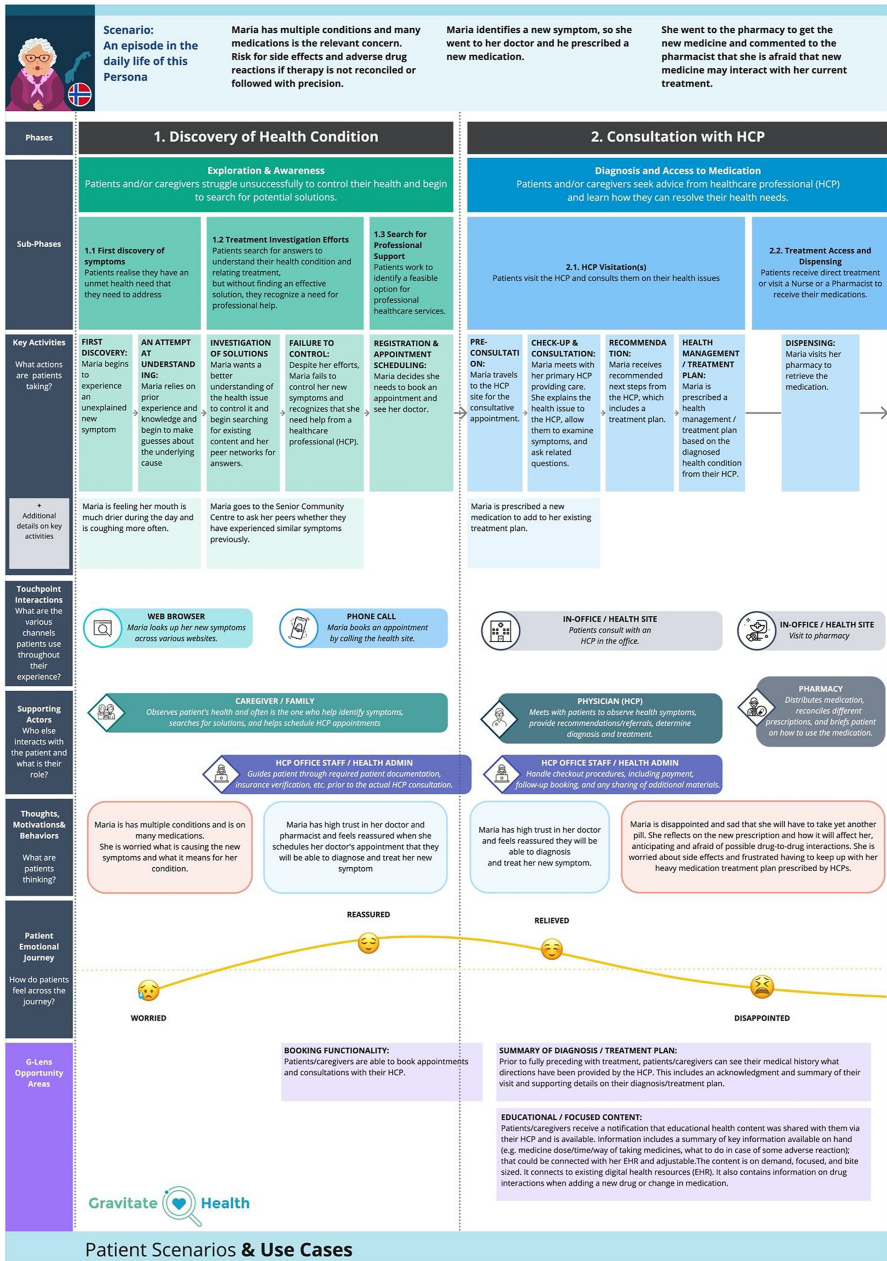 Scenario:
An episode in the
daily life of this
Persona
Maria has multiple conditions and many
medications is the relevant concern.
Risk for side effects and adverse drug
reactions if therapy is not reconciled or
followed with precision.
Maria identifies a new symptom, so she
went to her doctor and he prescribed a
new medication.
She went to the pharmacy to get the
new medicine and commented to the
pharmacist that she is afraid that new
medicine may interact with her current
treatment.
Phases
1. Discovery of Health Condition
2. Consultation with HCP
Sub-Phases
Exploration & Awareness
Patients and/or caregivers struggle unsuccessfully to control their health and begin
to search for potential solutions.
Diagnosis and Access to Medication
Patients and/or caregivers seek advice from healthcare professional (HCP)
and learn how they can resolve their health needs.
1.1 First discovery of
symptoms
Patients realise they have an
unmet health need that
they need to address
1.2 Treatment Investigation Efforts
Patients search for answers to
understand their health condition and
relating treatment,
but without finding an effective
solution, they recognize a need for
professional help.
1.3 Search for
Professional
Support
Patients work to
identify a feasible
option for
professional
healthcare services.
2.1. HCP Visitation(s)
Patients visit the HCP and consults them on their health issues
2.2. Treatment Access and
Dispensing
Patients receive direct treatment
or visit a Nurse or a Pharmacist to
receive their medications.
Key Activities
What actions
are patients
taking?
FIRST
DISCOVERY:
Maria begins
to
experience
an
unexplained
new
symptom
AN ATTEMPT
AT
UNDERSTAND
ING:
Maria relies on
prior
experience and
knowledge and
begin to make
guesses about
the underlying
cause
INVESTIGATION
OF SOLUTIONS
Maria wants a
better
understanding of
the health issue
to control it and
begin searching
for existing
content and her
peer networks for
answers.
FAILURE TO
CONTROL:
Despite her efforts,
Maria fails to
control her new
symptoms and
recognizes that she
need help from a
healthcare
professional (HCP).
REGISTRATION &
APPOINTMENT
SCHEDULING:
Maria decides she
needs to book an
appointment and
see her doctor.
PRE-
CONSULTATI
ON:
Maria travels
to the HCP
site for the
consultative
appointment.
CHECK-UP &
CONSULTATION:
Maria meets with
her primary HCP
providing care.
She explains the
health issue to
the HCP, allow
them to examine
symptoms, and
ask related
questions.
RECOMMENDA
TION:
Maria receives
recommended
next steps from
the HCP, which
includes a
treatment plan.
HEALTH
MANAGEMENT
/ TREATMENT
PLAN:
Maria is
prescribed a
health
management /
treatment plan
based on the
diagnosed
health condition
from their HCP.
DISPENSING:
Maria visits her
pharmacy to
retrieve the
medication.
+
Additional
details on key
activities
Maria is feeling her mouth is
much drier during the day and
is coughing more often.
Maria goes to the Senior Community
Centre to ask her peers whether they
have experienced similar symptoms
previously.
Maria is prescribed a new
medication to add to her existing
treatment plan.
Touchpoint
Interactions
What are the
various
channels
patients use
throughout
their
experience?
WEB BROWSER
Maria looks up her new symptoms
across various websites.
PHONE CALL
Maria books an appointment
by calling the health site.
IN-OFFICE / HEALTH SITE
Patients consult with an
HCP in the office.
IN-OFFICE / HEALTH SITE
Visit to pharmacy
Supporting
Actors
Who else
interacts with
the patient and
what is their
role?
CAREGIVER / FAMILY
Observes patient's health and often is the one who help identify symptoms,
searches for solutions, and helps schedule HCP appointments
PHYSICIAN (HCP)
Meets with patients to observe health symptoms,
provide recommendations/referrals, determine
diagnosis and treatment.
PHARMACY
Distributes medication,
reconciles different
prescriptions, and briefs patient
on how to use the medication.
HCP OFFICE STAFF / HEALTH ADMIN
Guides patient through required patient documentation,
insurance verification, etc. prior to the actual HCP consultation.
HCP OFFICE STAFF / HEALTH ADMIN
Handle checkout procedures, including payment,
follow-up booking, and any sharing of additional materials.
Thoughts,
Motivations&
Behaviors
What are
patients
thinking?
Maria is has multiple conditions and is on
many medications.
She is worried what is causing the new
symptoms and what it means for her
condition.
Maria has high trust in her doctor and
pharmacist and feels reassured when she
schedules her doctor's appointment that they
will be able to diagnose and treat her new
symptom
Maria has high trust in her doctor
and feels reassured they will be
able to diagnosis
and treat her new symptom.
Maria is disappointed and sad that she will have to take yet another
pill. She reflects on the new prescription and how it will affect her,
anticipating and afraid of possible drug-to-drug interactions. She is
worried about side effects and frustrated having to keep up with her
heavy medication treatment plan prescribed by HCPs.
Patient
Emotional
Journey
How do patients
feel across the
journey?
WORRIED
REASSURED
RELIEVED
DISAPPOINTED
G-Lens
Opportunity
Areas
BOOKING FUNCTIONALITY:
Patients/caregivers are able to book appointments
and consultations with their HCP.
SUMMARY OF DIAGNOSIS / TREATMENT PLAN:
Prior to fully preceding with treatment, patients/caregivers can see their medical history what
directions have been provided by the HCP. This includes an acknowledgment and summary of their
visit and supporting details on their diagnosis/treatment plan.
EDUCATIONAL / FOCUSED CONTENT:
Patients/caregivers receive a notification that educational health content was shared with them via
their HCP and is available. Information includes a summary of key information available on hand
(e.g. medicine dose/time/way of taking medicines, what to do in case of some adverse reaction);
that could be connected with her EHR and adjustable.The content is on demand, focused, and bite
sized. It connects to existing digital health resources (EHR). It also contains information on drug
interactions when adding a new drug or change in medication.
Gravitate Health
Patient Scenarios & Use Cases